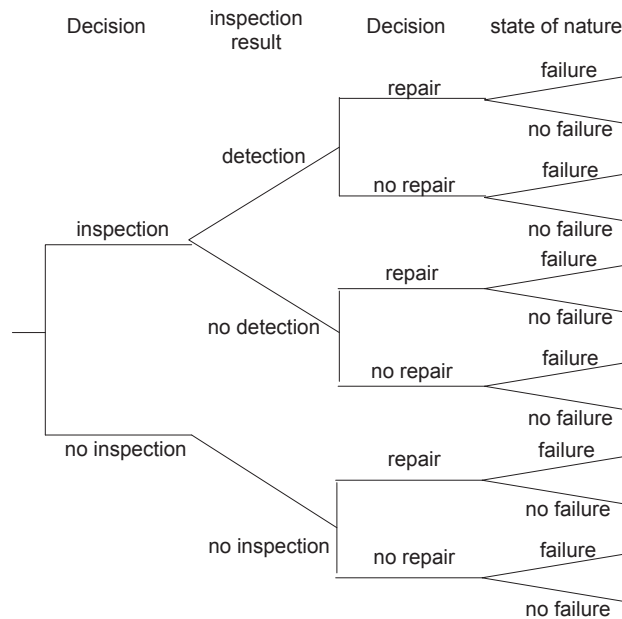 Decision
inspection
result
Decision
state of nature
failure
repair
no failure
detection
failure
no repair
no failure
inspection
failure
repair
no failure
no detection
failure
no repair
no failure
no inspection
failure
repair
no failure
no inspection
failure
no repair
no failure